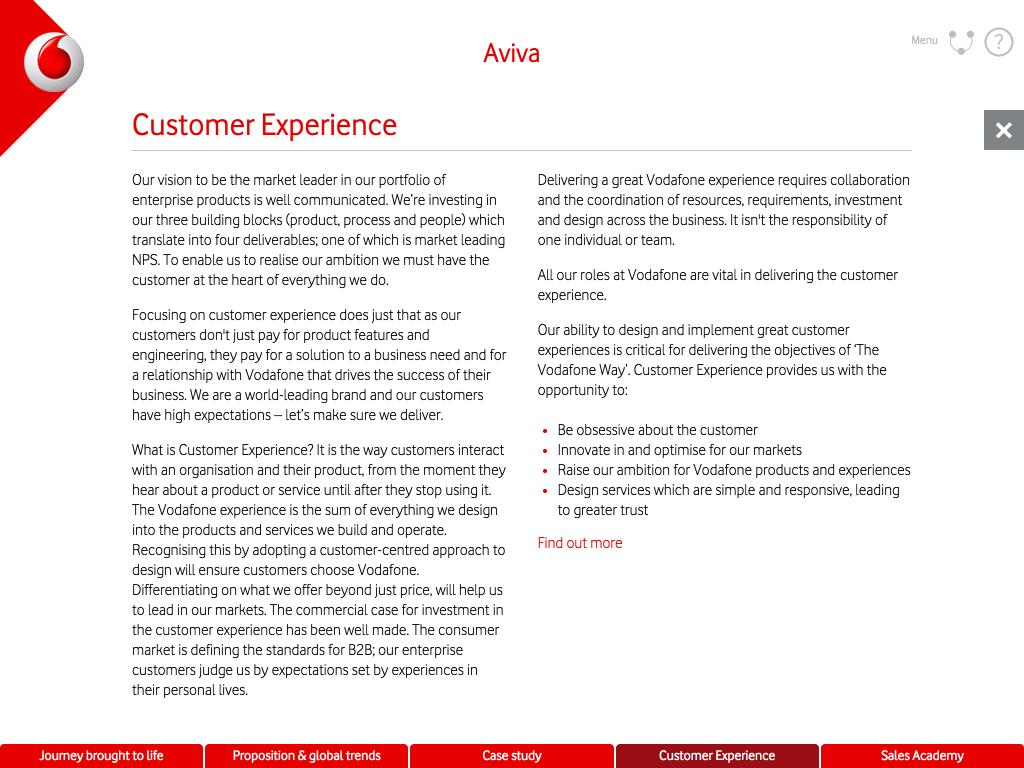 Aviva
Menu
?
Customer Experience
Our vision to be the market leader in our portfolio of
enterprise products is well communicated. We’re investing in
our three building blocks (product, process and people) which
translate into four deliverables; one of which is market leading
NPS. To enable us to realise our ambition we must have the
customer at the heart of everything we do.
Focusing on customer experience does just that as our
customers don't just pay for product features and
engineering, they pay for a solution to a business need and for
a relationship with Vodafone that drives the success of their
business. We are a world-leading brand and our customers
have high expectations – let’s make sure we deliver.
What is Customer Experience? It is the way customers interact
with an organisation and their product, from the moment they
hear about a product or service until after they stop using it.
The Vodafone experience is the sum of everything we design
into the products and services we build and operate.
Recognising this by adopting a customer-centred approach to
design will ensure customers choose Vodafone.
Differentiating on what we offer beyond just price, will help us
to lead in our markets. The commercial case for investment in
the customer experience has been well made. The consumer
market is defining the standards for B2B; our enterprise
customers judge us by expectations set by experiences in
their personal lives.
Delivering a great Vodafone experience requires collaboration
and the coordination of resources, requirements, investment
and design across the business. It isn't the responsibility of
one individual or team.
All our roles at Vodafone are vital in delivering the customer
experience.
Our ability to design and implement great customer
experiences is critical for delivering the objectives of ‘The
Vodafone Way’. Customer Experience provides us with the
opportunity to:
• Be obsessive about the customer
• Innovate in and optimise for our markets
• Raise our ambition for Vodafone products and experiences
• Design services which are simple and responsive, leading
to greater trust
Find out more
Journey brought to life
Proposition & global trends
Case study
Customer Experience
Sales Academy